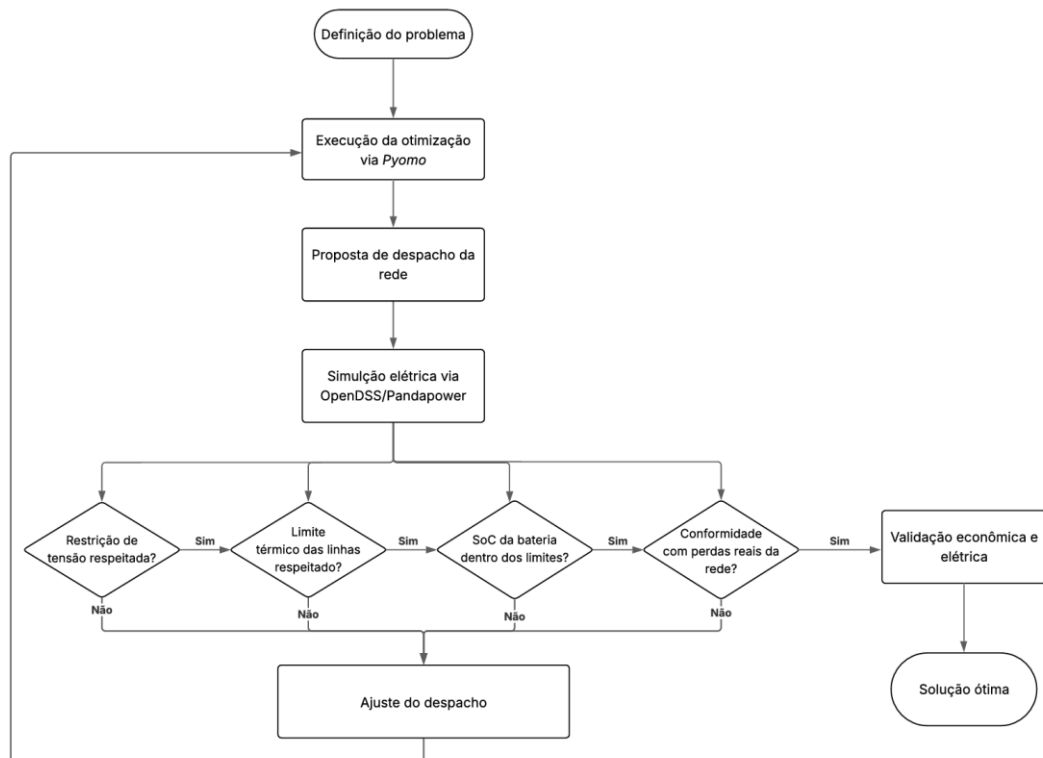 Definição do problema
Execução da otimização
via Pyomo
Proposta de despacho da
rede
Simulção elétrica via
OpenDSS/Pandapower
Restrição de
tensão respeitada?
Sim
Limite
térmico das linhas
respeitado?
Sim
SoC da bateria
dentro dos limites?
Sim
Conformidade
com perdas reais da
rede?
Sim
Validação econômica e
elétrica
Não
Não
Não
Não
Ajuste do despacho
Solução ótima